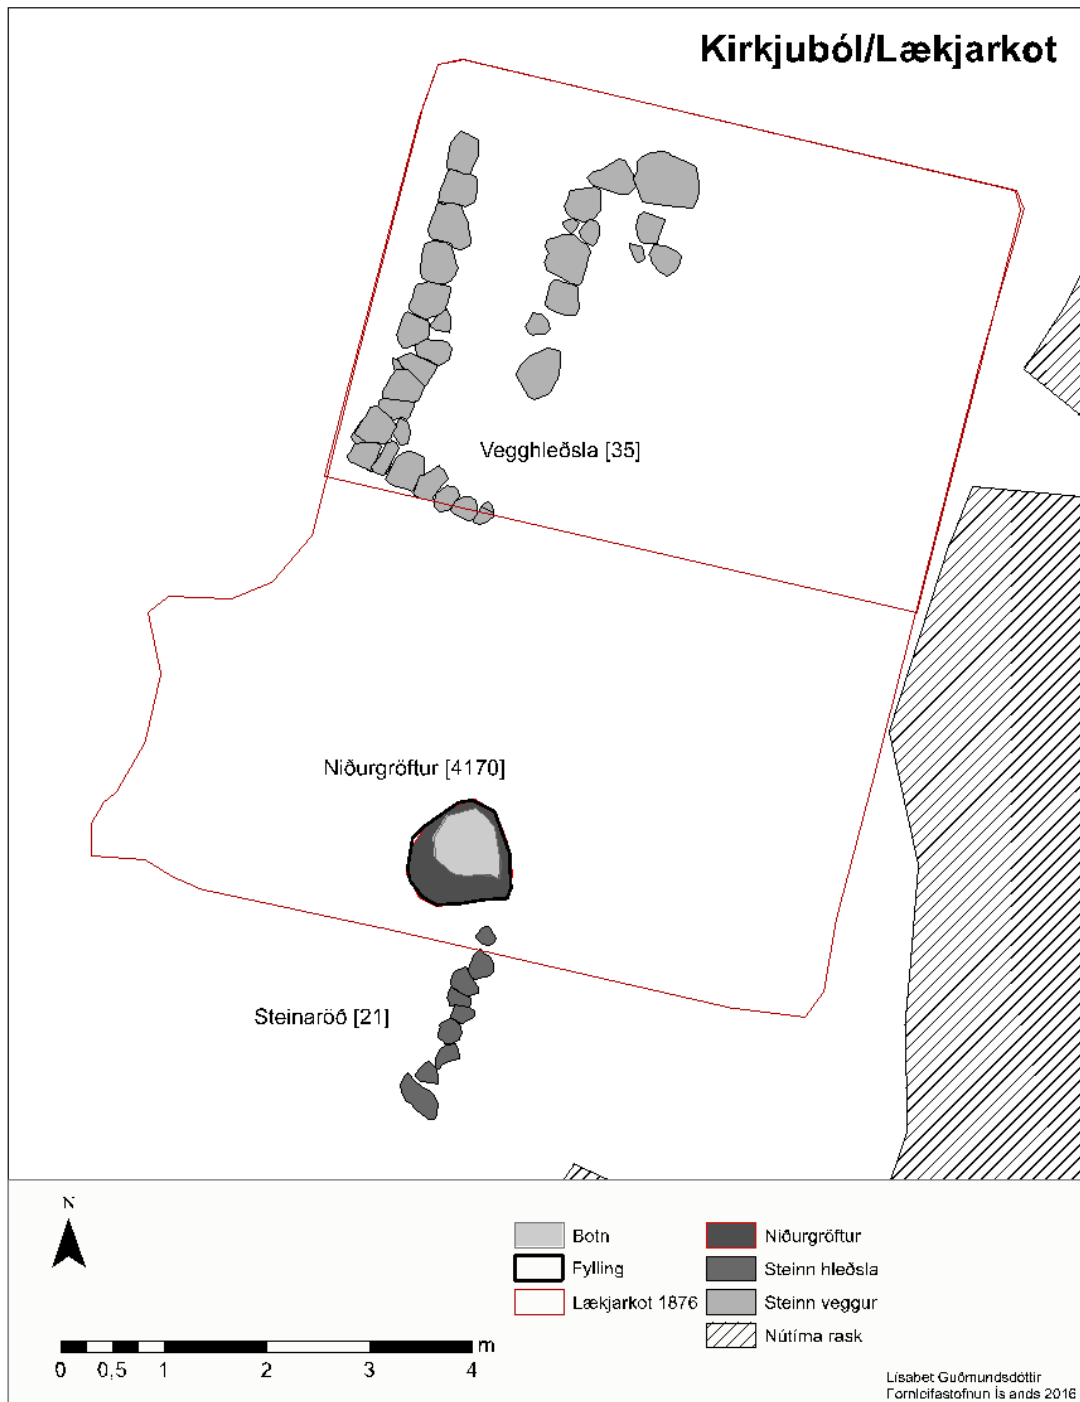 Kirkjuból/Lækjarkot
Vegghleðsla [35]
Niðurgröftur [4170]
Steinaröð [21]
N
Botn
Fylling
Lækjarkot 1876
Niðurgröftur
Steinn hleðsla
Steinn veggur
Nútíma rask
m
0 0,5 1 2 3 4
Lísabet Guðmundsdóttir
Fornleifastofnun Íslands 2016